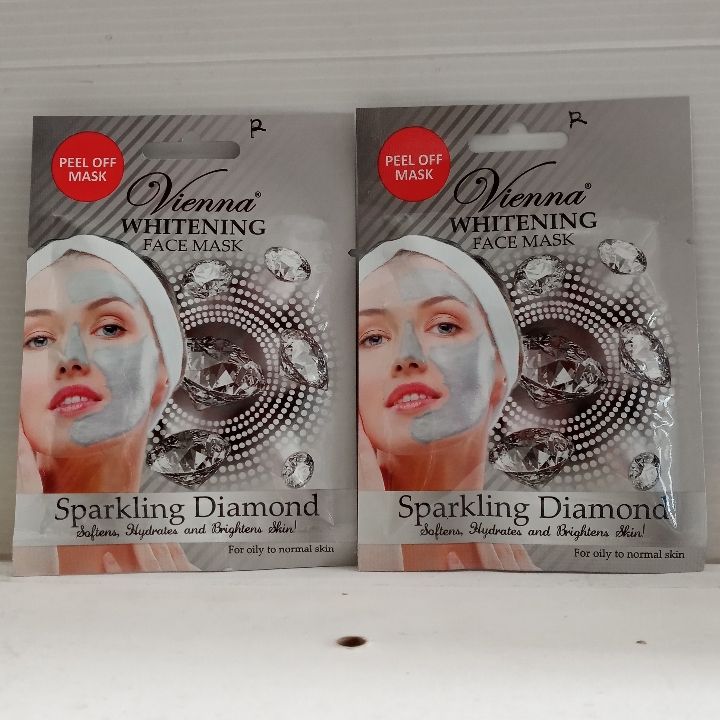 R
PEEL OFF
MASK
Vienna®
WHITENING
FACE MASK
Sparkling Diamond
Softens, Hydrates and Brightens Skin!
For oily to normal skin
R
PEEL OFF
MASK
Vienna®
WHITENING
FACE MASK
Sparkling Diamond
Softens, Hydrates and Brightens Skin!
For oily to normal skin